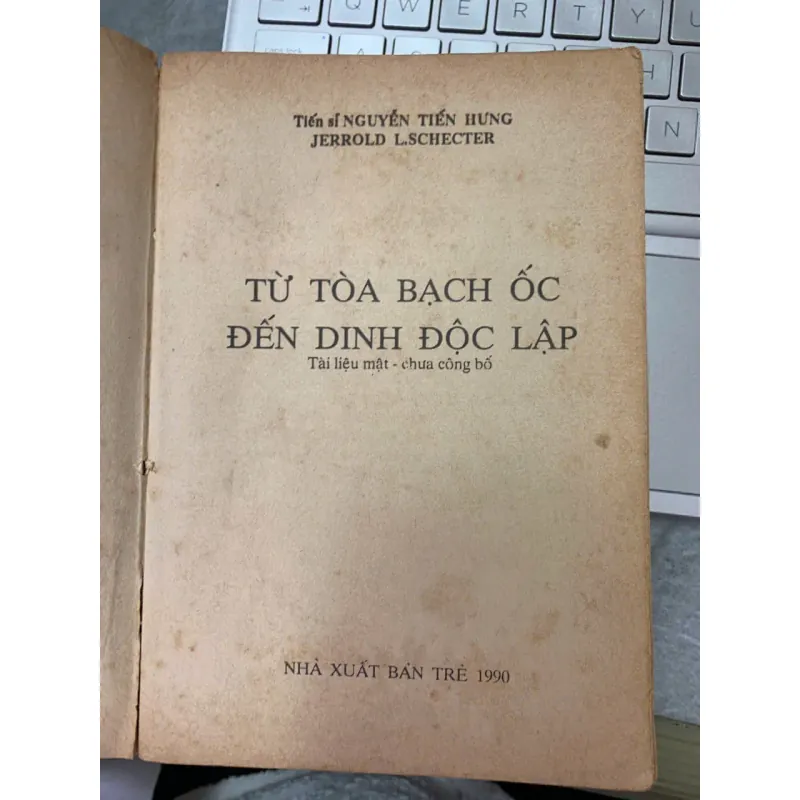 Q W E R T Y U
A S H
N
Tiến sĩ NGUYỄN TIẾN HƯNG
JERROLD L.SCHECTER
TỪ TÒA BẠCH ỐC
ĐẾN DINH ĐỘC LẬP
Tài liệu mật - chưa công bố
NHÀ XUẤT BẢN TRẺ 1990